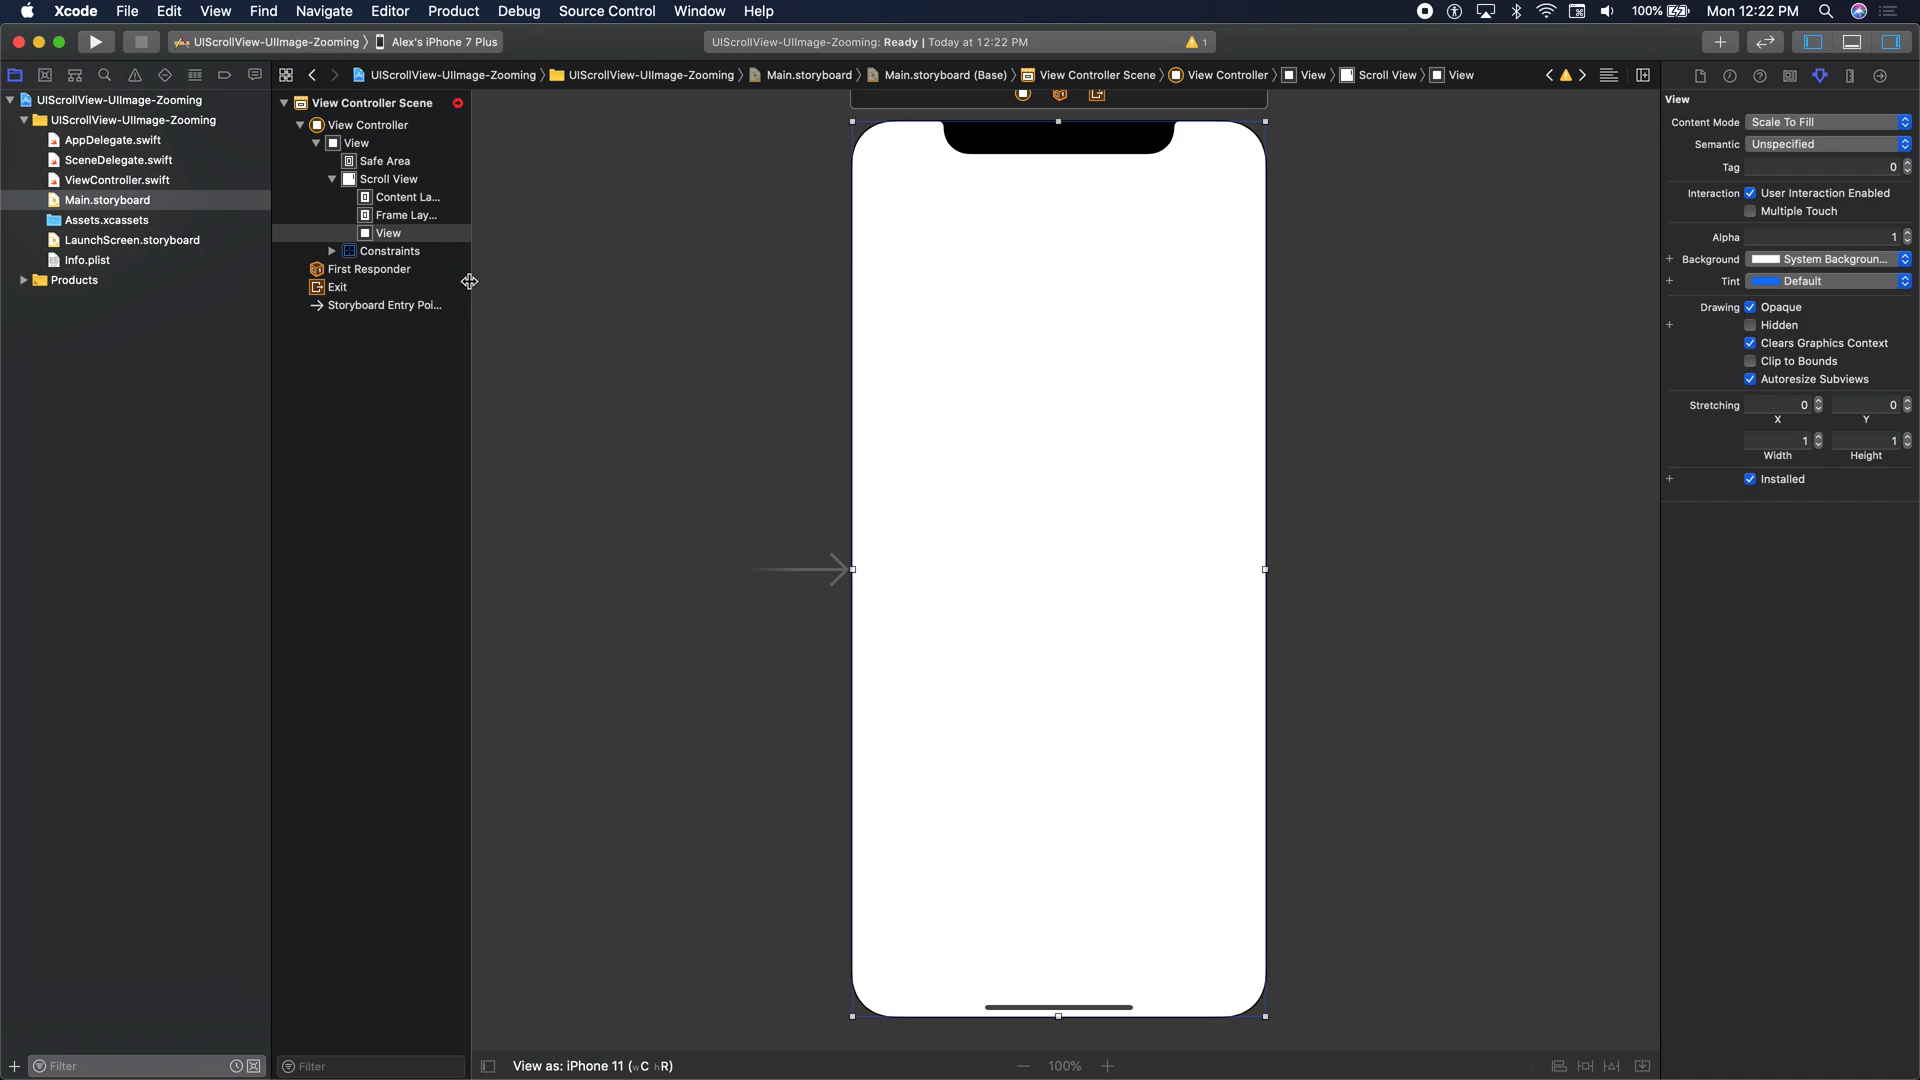 Xcode File Edit View Find Navigate Editor Product Debug Source Control Window Help 100% Mon 12:22 PM
UIScrollView-UIImage-Zooming Alex's iPhone 7 Plus UIScrollView-UIImage-Zooming: Ready | Today at 12:22 PM 1
UIScrollView-UIImage-Zooming UIScrollView-UIImage-Zooming Main.storyboard Main.storyboard (Base) View Controller Scene View Controller View Scroll View View
UIScrollView-UIImage-Zooming
UIScrollView-UIImage-Zooming
AppDelegate.swift
SceneDelegate.swift
ViewController.swift
Main.storyboard
Assets.xcassets
LaunchScreen.storyboard
Info.plist
Products
Filter
View Controller Scene
View Controller
View
Safe Area
Scroll View
Content La...
Frame Lay...
View
Constraints
First Responder
Exit
Storyboard Entry Poi...
Filter
View as: iPhone 11 (wC hR)
100%
View
Content Mode Scale To Fill
Semantic Unspecified
Tag 0
Interaction User Interaction Enabled
Multiple Touch
Alpha 1
Background System Backgroun...
Tint Default
Drawing Opaque
Hidden
Clears Graphics Context
Clip to Bounds
Autoresize Subviews
Stretching 0 0
X Y
1 1
Width Height
Installed